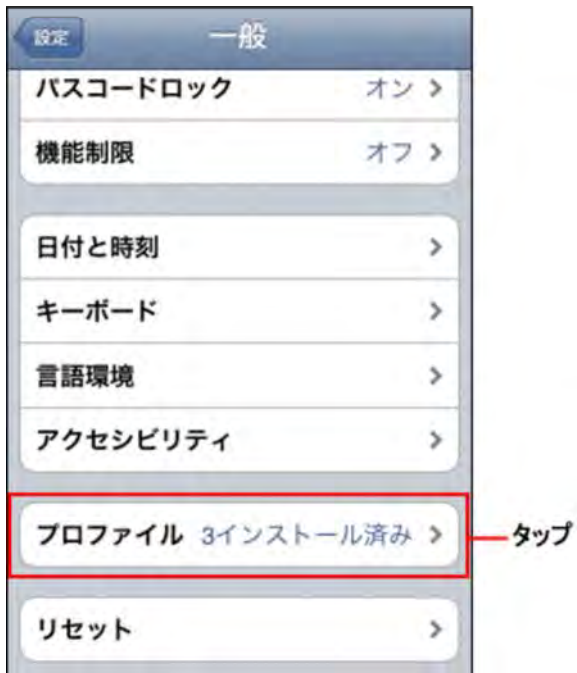 設定 一般
パスコードロック オン
機能制限 オフ
日付と時刻
キーボード
言語環境
アクセシビリティ
プロファイル 3インストール済み タップ
リセット